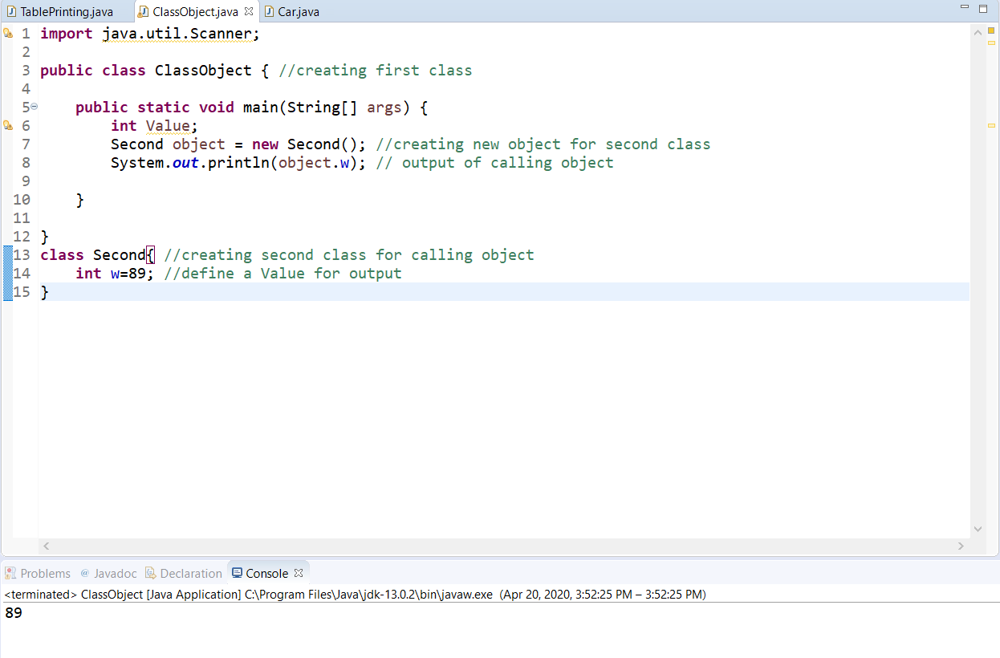 TablePrinting.java ClassObject.java Car.java
1 import java.util.Scanner;
2
3 public class ClassObject { //creating first class
4
5 public static void main(String[] args) {
6 int Value;
7 Second object = new Second(); //creating new object for second class
8 System.out.println(object.w); // output of calling object
9
10 }
11
12 }
13 class Second{ //creating second class for calling object
14 int w=89; //define a Value for output
15 }
Problems @ Javadoc Declaration Console
<terminated> ClassObject [Java Application] C:\Program Files\Java\jdk-13.0.2\bin\javaw.exe (Apr 20, 2020, 3:52:25 PM – 3:52:25 PM)
89